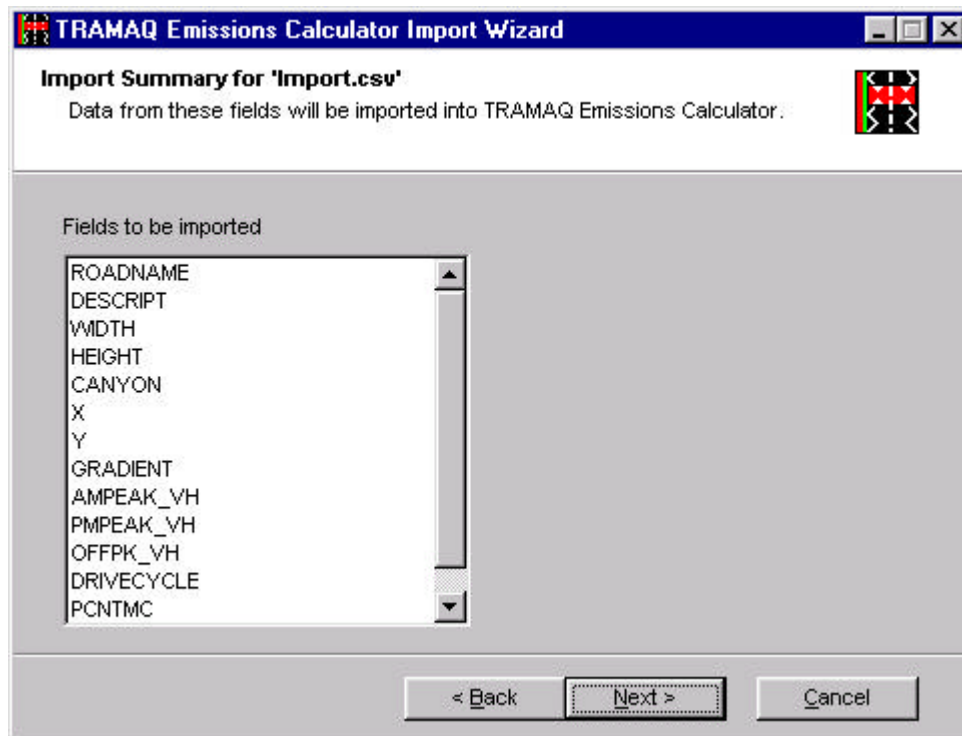 TRAMAQ Emissions Calculator Import Wizard
Import Summary for 'Import.csv'
Data from these fields will be imported into TRAMAQ Emissions Calculator.
Fields to be imported
ROADNAME
DESCRIPT
WIDTH
HEIGHT
CANYON
X
Y
GRADIENT
AMPEAK_VH
PMPEAK_VH
OFFPK_VH
DRIVECYCLE
PCNTMC
< Back Next > Cancel